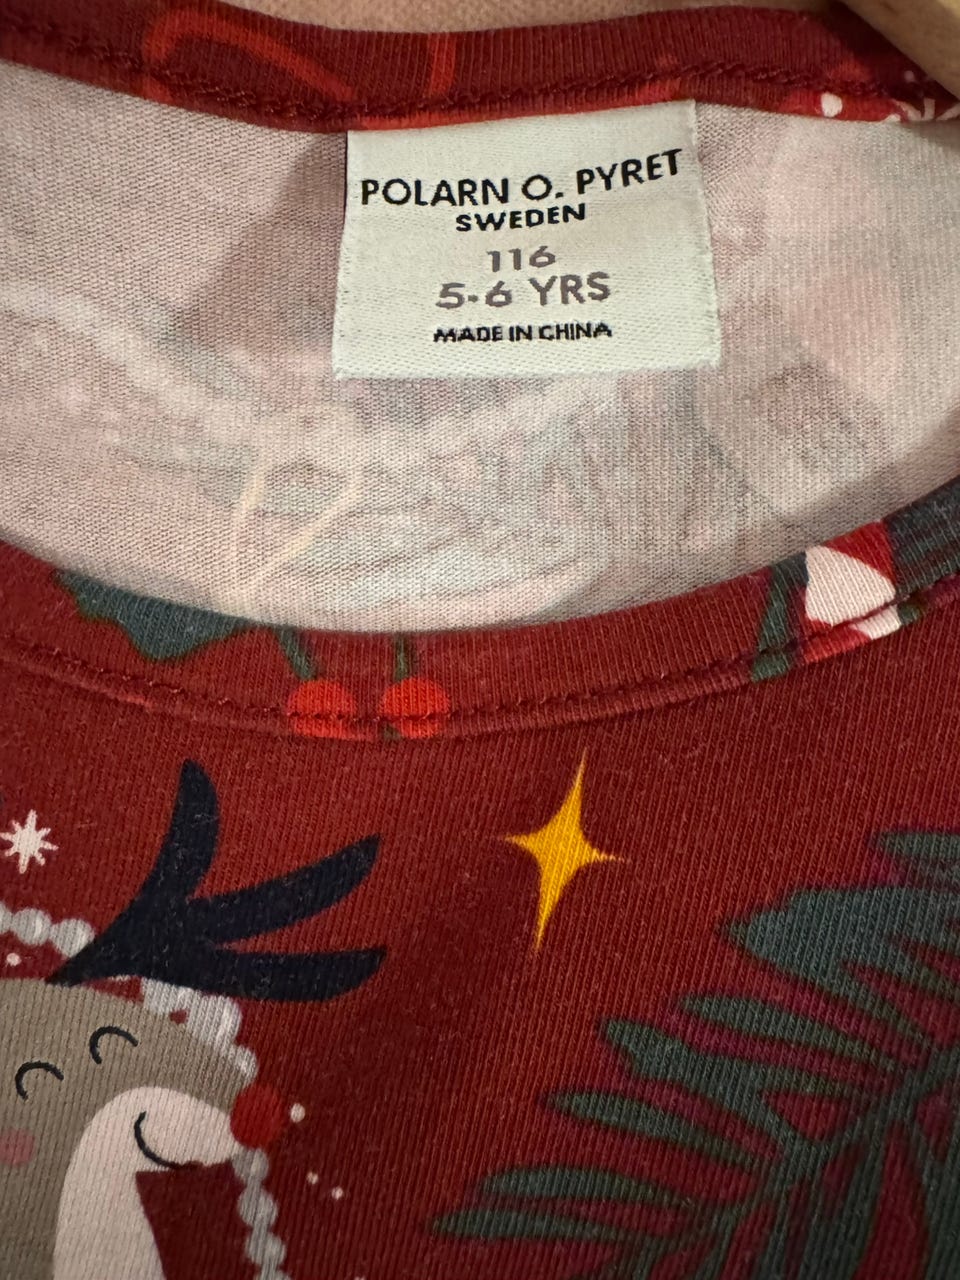 POLARN O. PYRET
SWEDEN
116
5-6 YRS
MADE IN CHINA